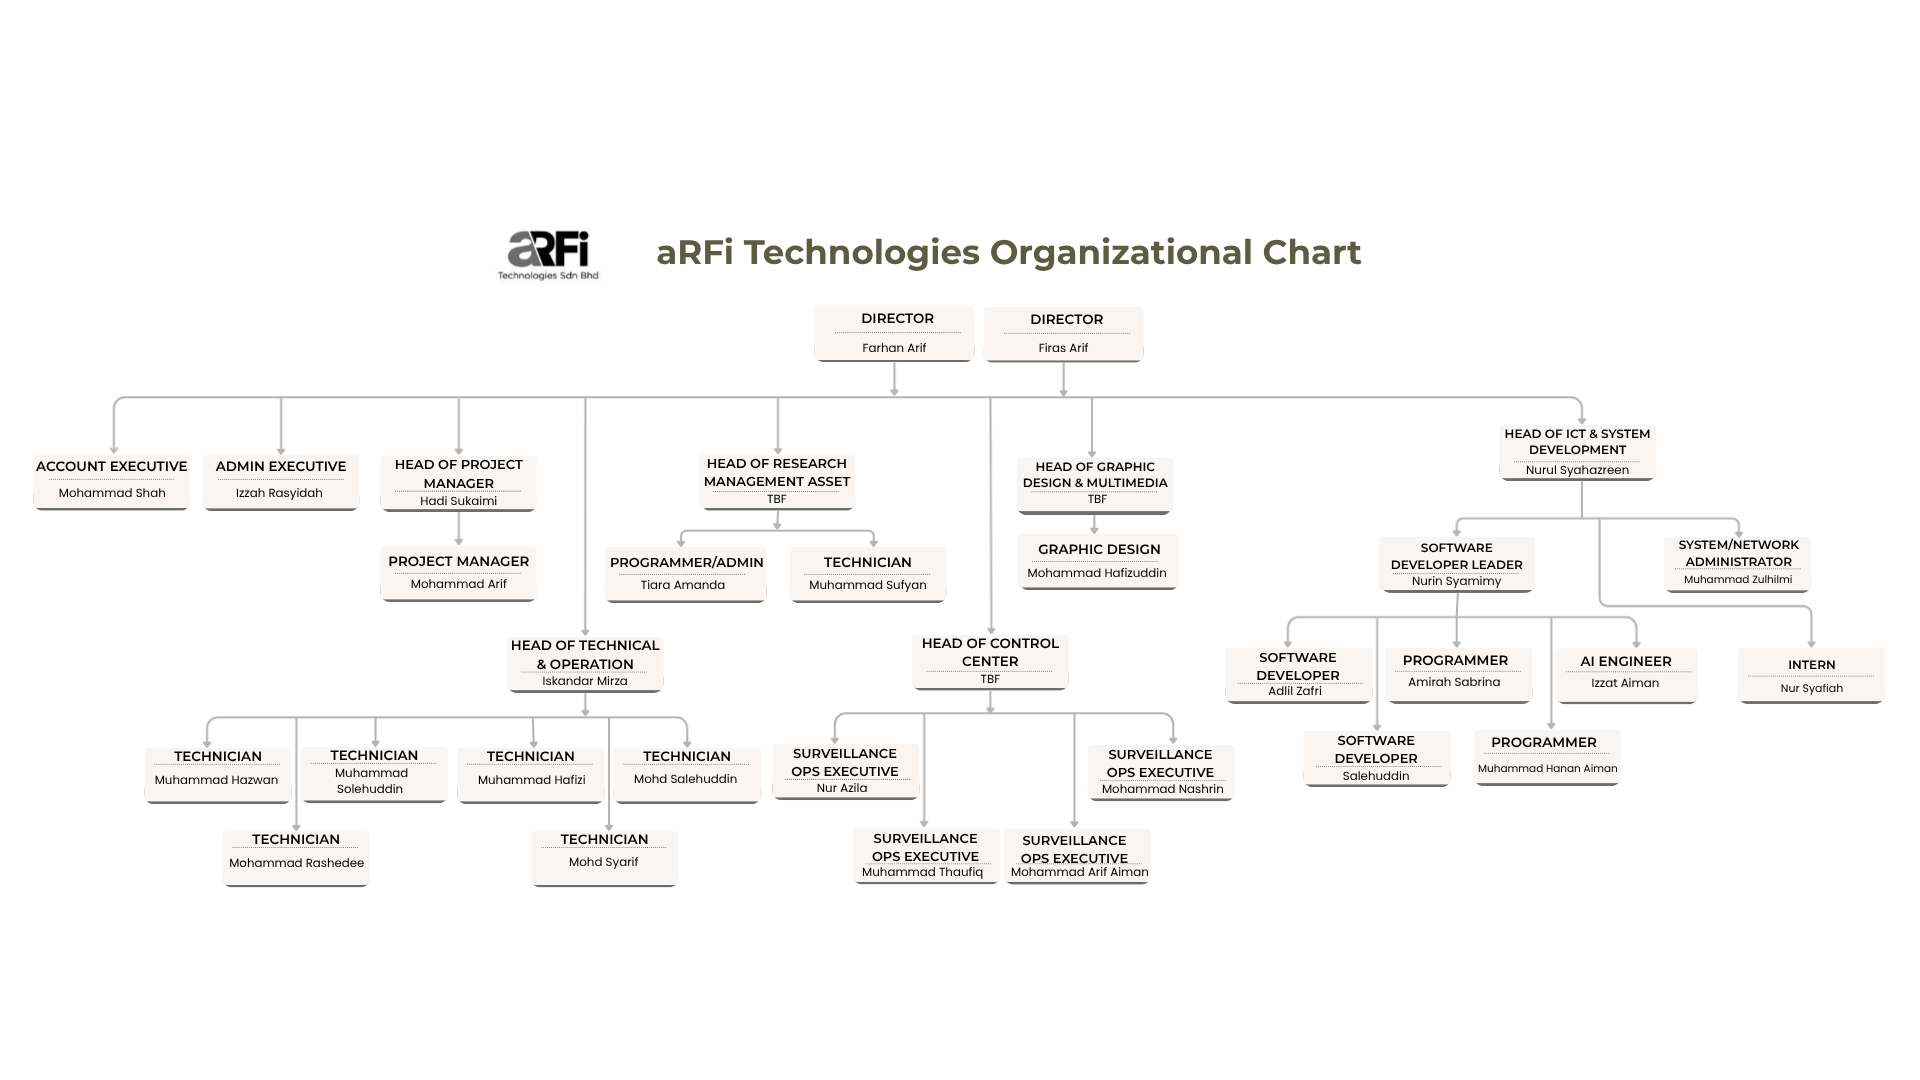 aRFi
Technologies Sdn Bhd
aRFi Technologies Organizational Chart
DIRECTOR
Farhan Arif
DIRECTOR
Firas Arif
ACCOUNT EXECUTIVE
Mohammad Shah
ADMIN EXECUTIVE
Izzah Rasyidah
HEAD OF PROJECT
MANAGER
Hadi Sukaimi
PROJECT MANAGER
Mohammad Arif
HEAD OF TECHNICAL
& OPERATION
Iskandar Mirza
TECHNICIAN
Muhammad Hazwan
TECHNICIAN
Muhammad
Solehuddin
TECHNICIAN
Muhammad Hafizi
TECHNICIAN
Mohd Salehuddin
TECHNICIAN
Mohammad Rashedee
TECHNICIAN
Mohd Syarif
HEAD OF RESEARCH
MANAGEMENT ASSET
TBF
PROGRAMMER/ADMIN
Tiara Amanda
TECHNICIAN
Muhammad Sufyan
HEAD OF CONTROL
CENTER
TBF
SURVEILLANCE
OPS EXECUTIVE
Nur Azila
SURVEILLANCE
OPS EXECUTIVE
Mohammad Nashrin
SURVEILLANCE
OPS EXECUTIVE
Muhammad Thaufiq
SURVEILLANCE
OPS EXECUTIVE
Mohammad Arif Aiman
HEAD OF GRAPHIC
DESIGN & MULTIMEDIA
TBF
GRAPHIC DESIGN
Mohammad Hafizuddin
HEAD OF ICT & SYSTEM
DEVELOPMENT
Nurul Syahazreen
SOFTWARE
DEVELOPER LEADER
Nurin Syamimy
SYSTEM/NETWORK
ADMINISTRATOR
Muhammad Zulhilmi
SOFTWARE
DEVELOPER
Adlil Zafri
PROGRAMMER
Amirah Sabrina
AI ENGINEER
Izzat Aiman
INTERN
Nur Syafiah
SOFTWARE
DEVELOPER
Salehuddin
PROGRAMMER
Muhammad Hanan Aiman